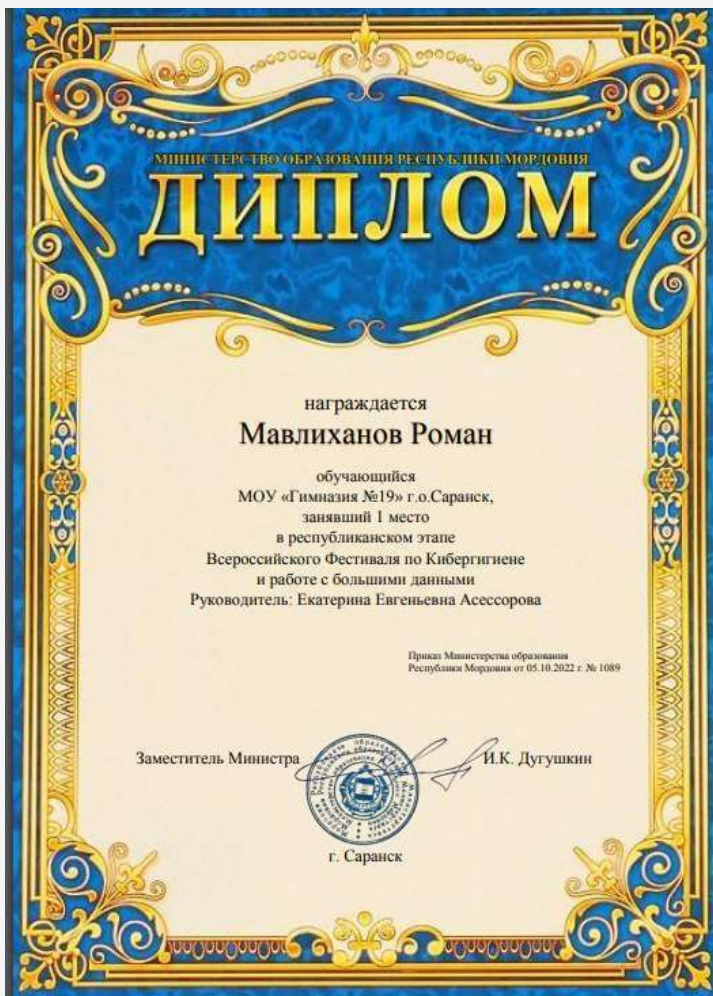 МИНИСТЕРСТВО ОБРАЗОВАНИЯ РЕСПУБЛИКИ МОРДОВИЯ
ДИПЛОМ
награждается
Мавлиханов Роман
обучающийся
МОУ «Гимназия №19» г.о.Саранск,
занявший 1 место
в республиканском этапе
Всероссийского Фестиваля по Кибергигиене
и работе с большими данными
Руководитель: Екатерина Евгеньевна Асессорова
Приказ Министерства образования
Республики Мордовия от 05.10.2022 г. № 1089
Заместитель Министра И.К. Дугушкин
г. Саранск